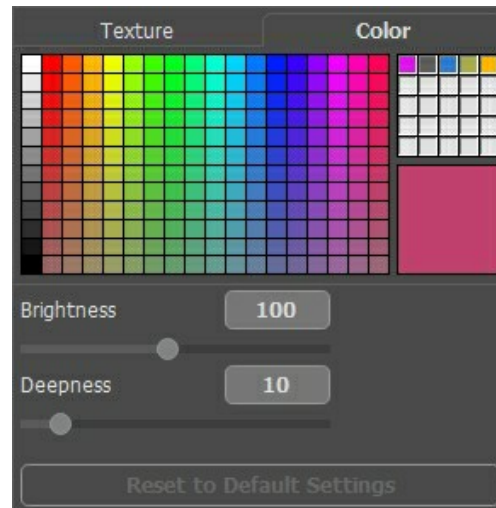 Texture Color
Brightness 100
Deepness 10
Reset to Default Settings